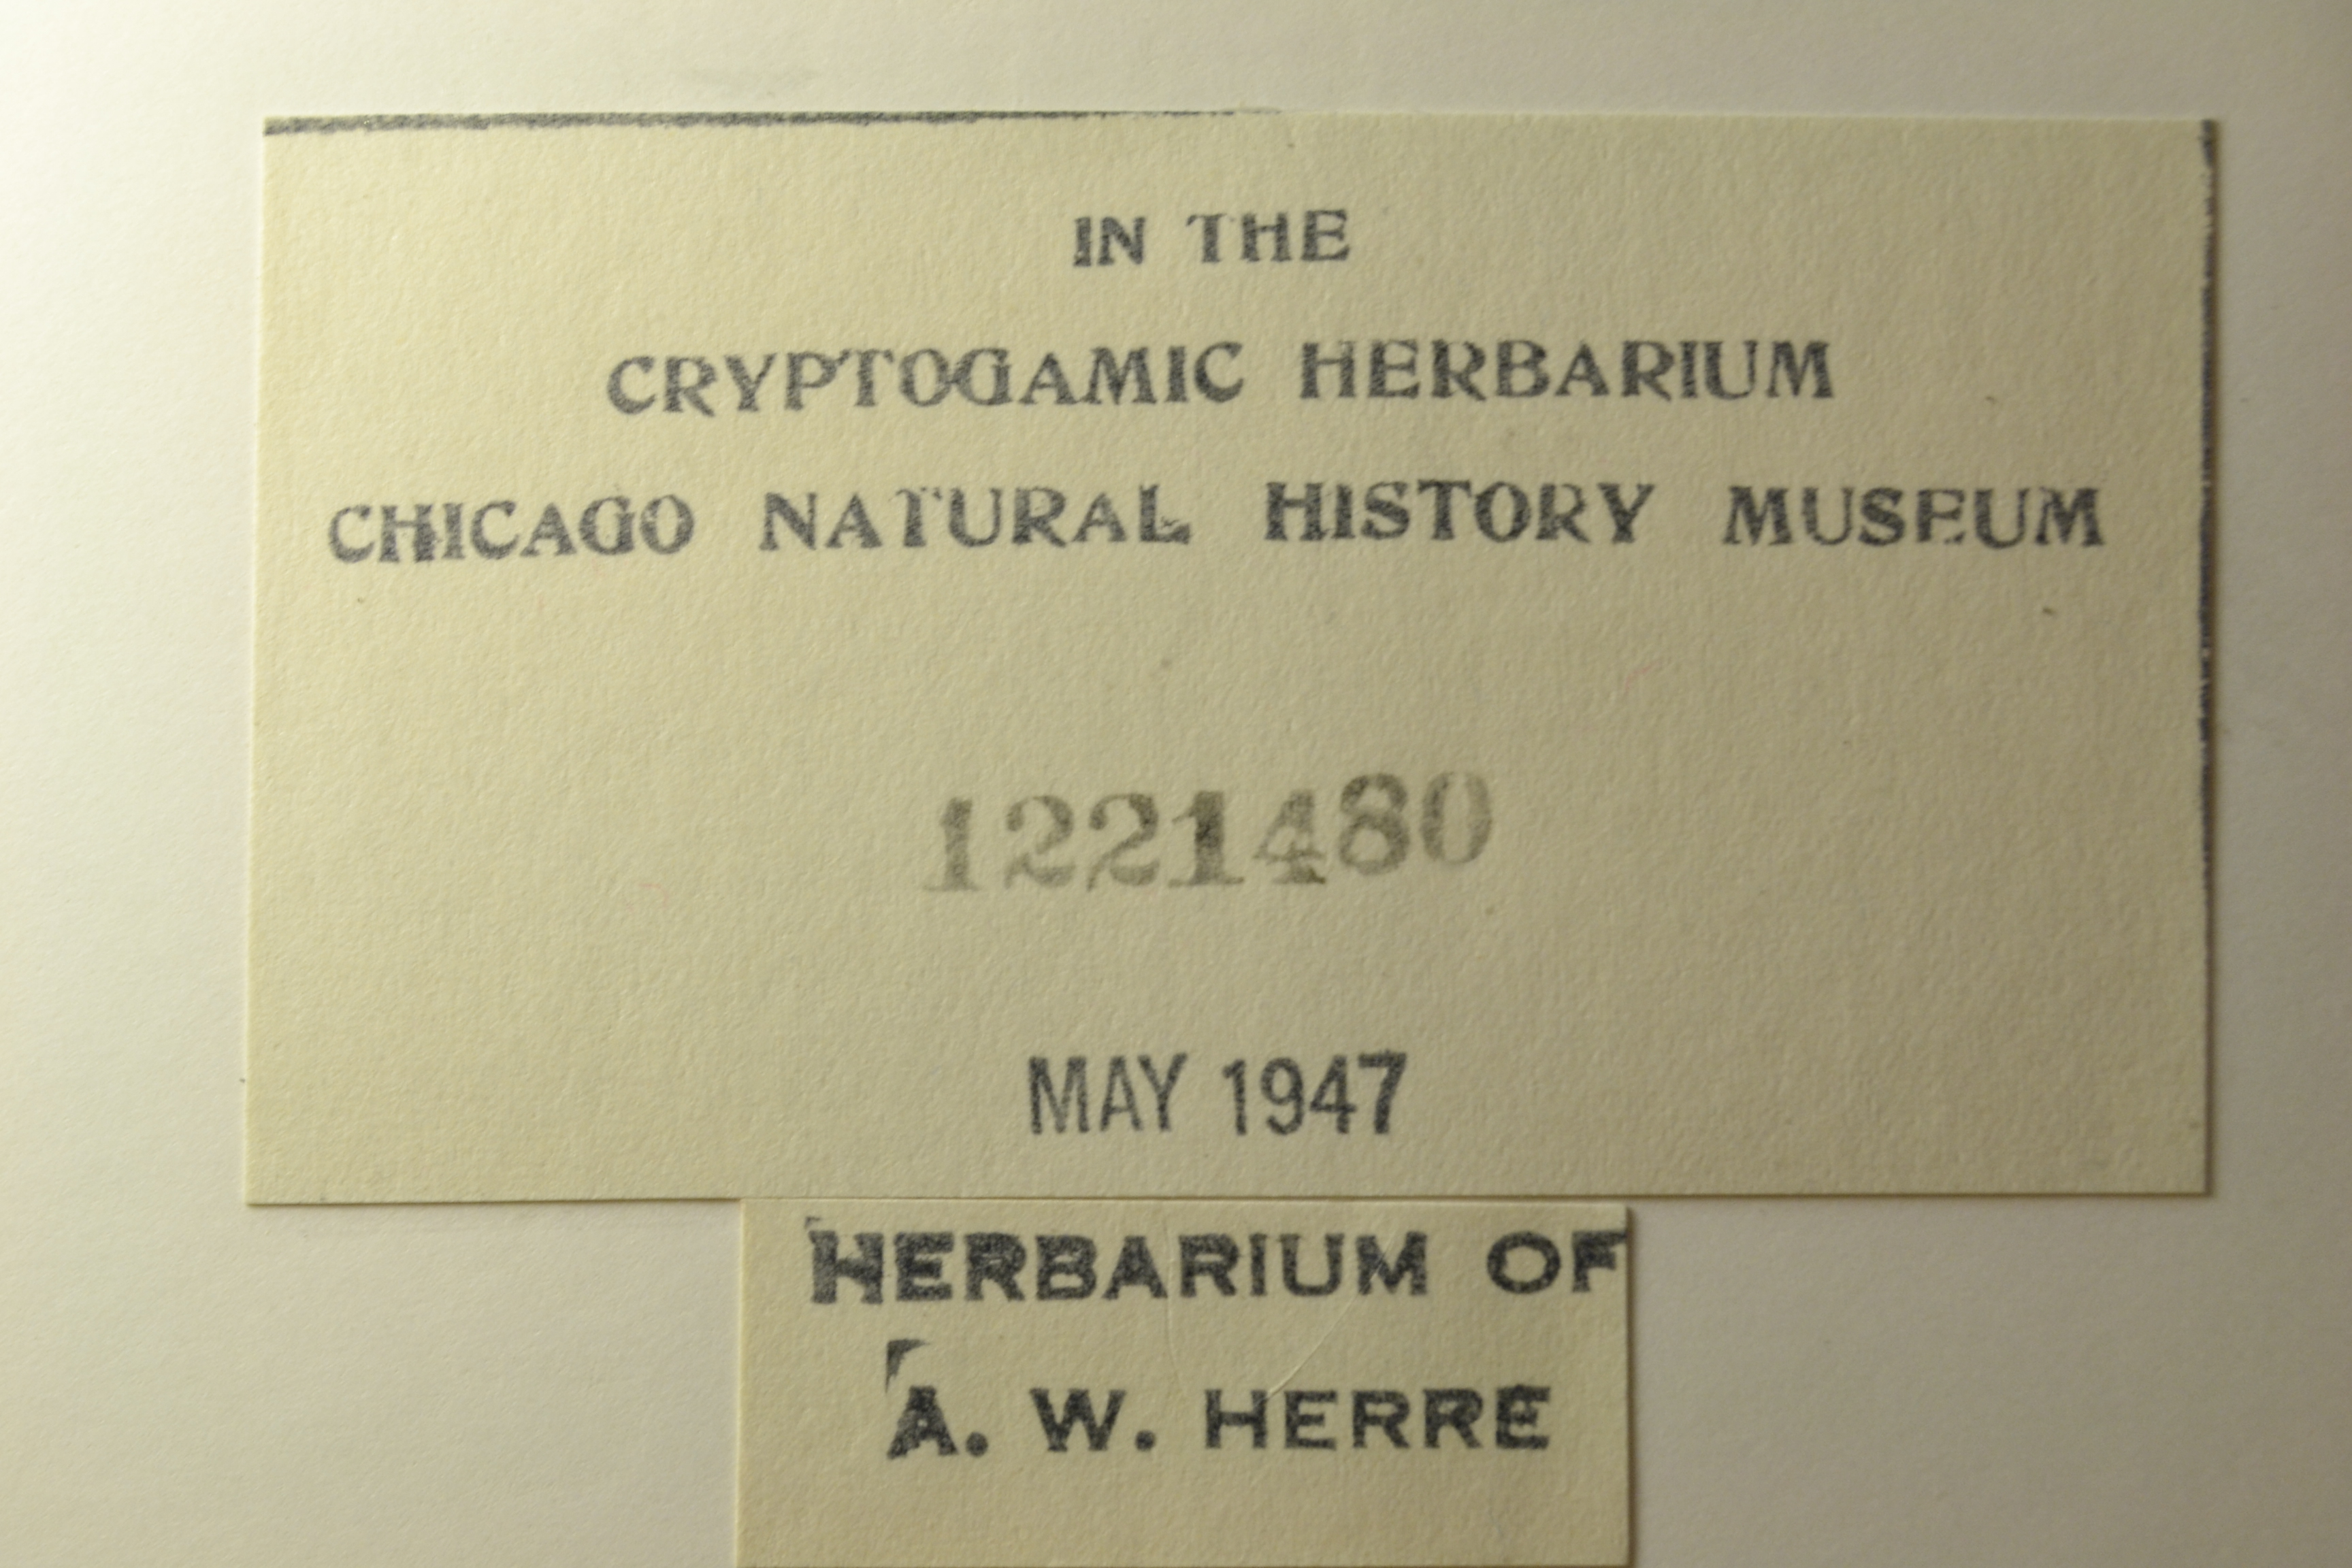 IN THE
CRYPTOGAMIC HERBARIUM
CHICAGO NATURAL HISTORY MUSEUM
1221480
MAY 1947
HERBARIUM OF
A. W. HERRE